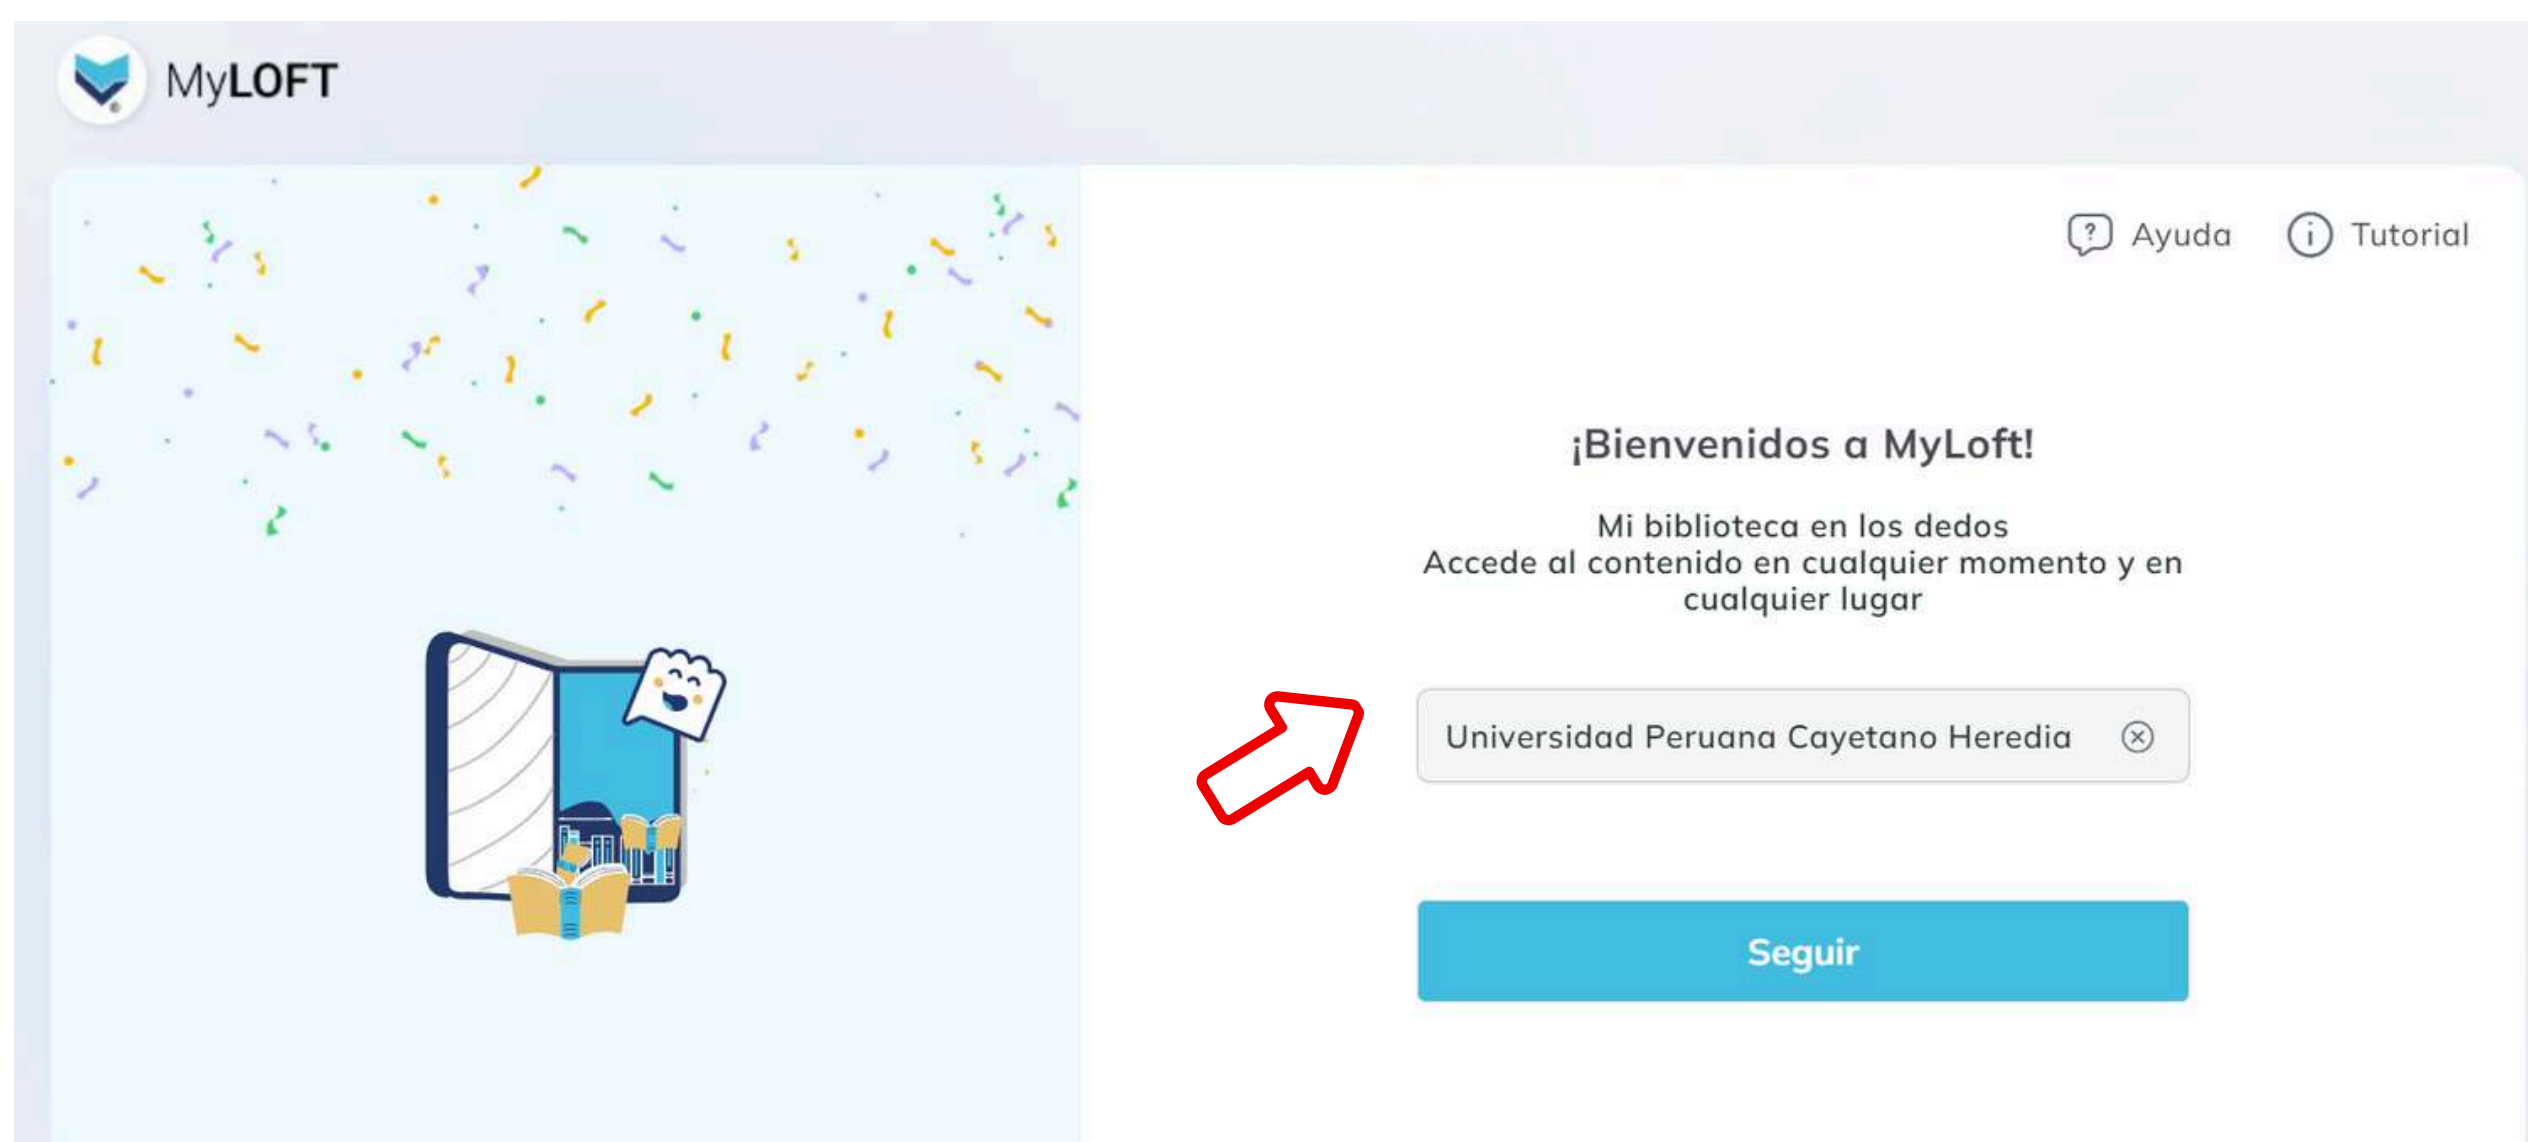 MyLOFT
Ayuda
Tutorial
¡Bienvenidos a MyLoft!
Mi biblioteca en los dedos
Accede al contenido en cualquier momento y en
cualquier lugar
Universidad Peruana Cayetano Heredia
Seguir